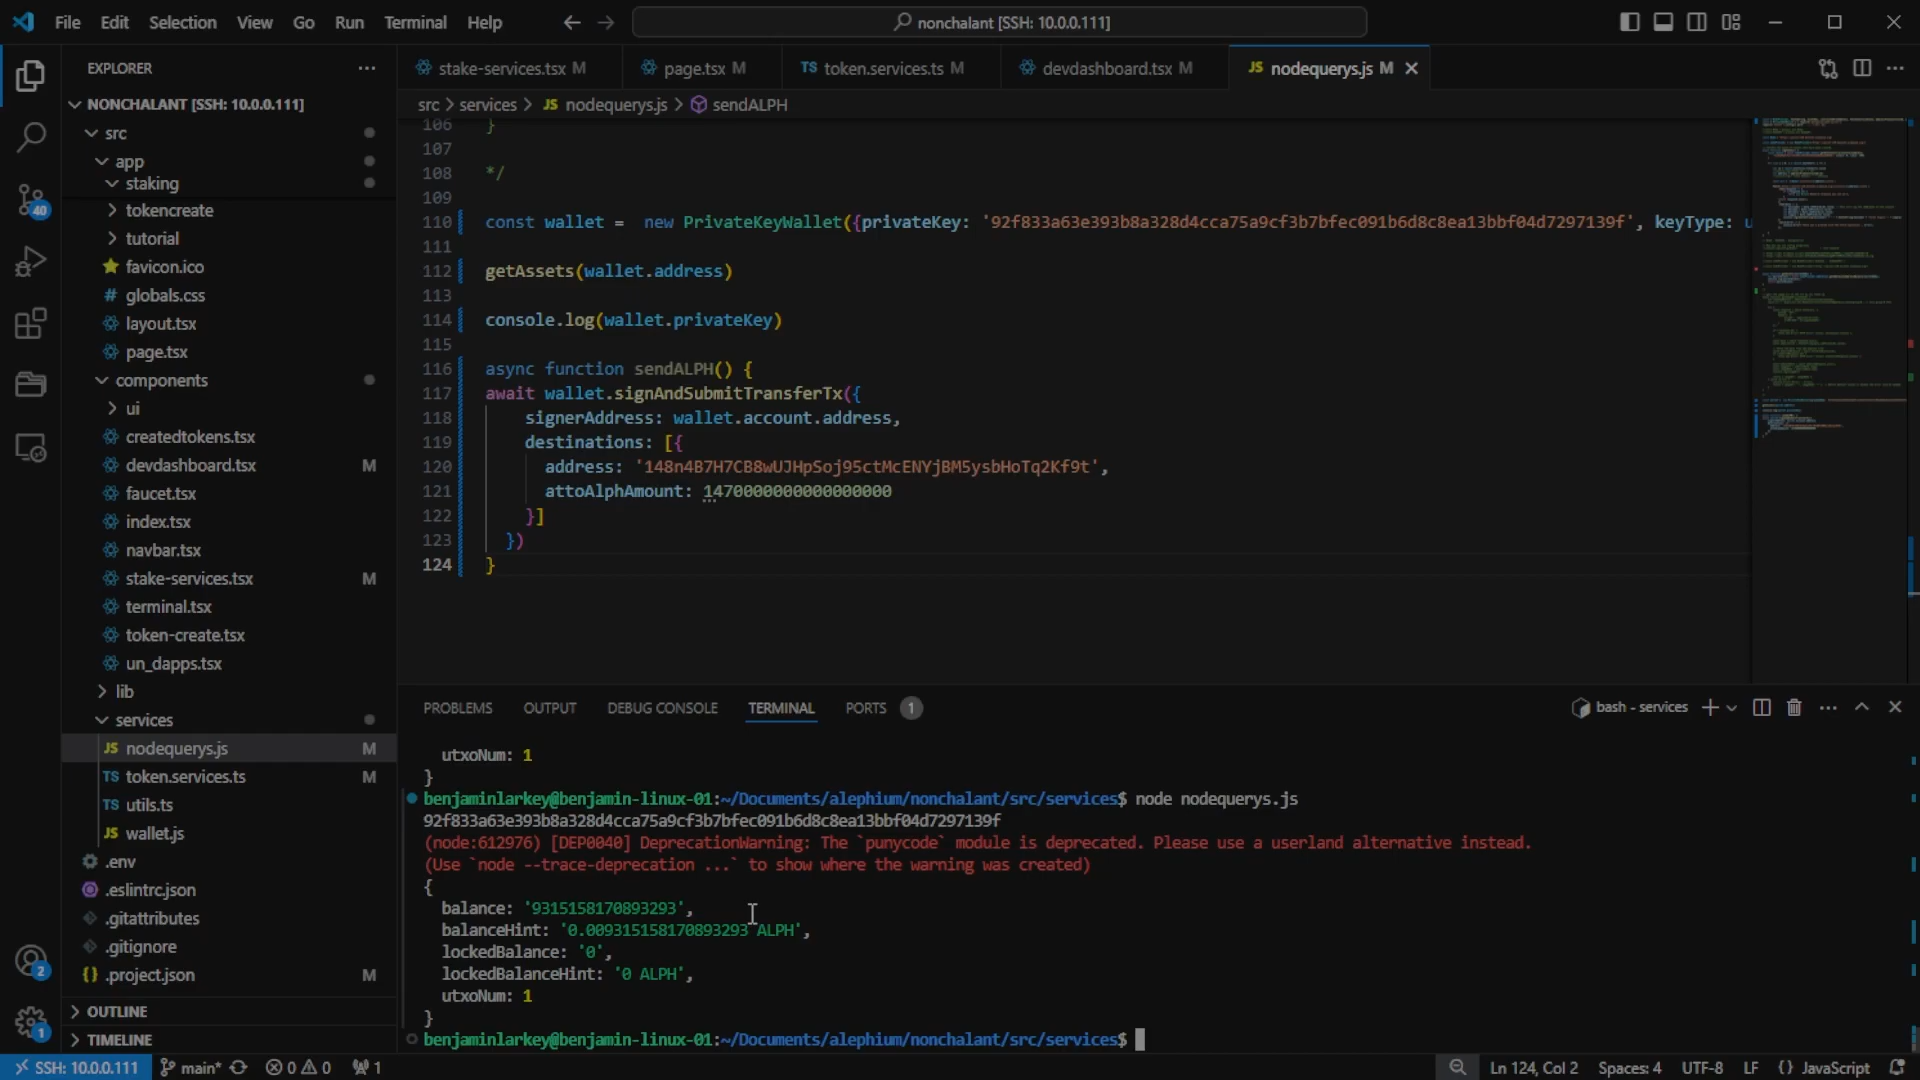 File Edit Selection View Go Run Terminal Help
nonchalant [SSH: 10.0.0.111]
EXPLORER
NONCHALANT [SSH: 10.0.0.111]
src
app
staking
tokencreate
tutorial
favicon.ico
# globals.css
layout.tsx
page.tsx
components
ui
createdtokens.tsx
devdashboard.tsx M
faucet.tsx
index.tsx
navbar.tsx
stake-services.tsx M
terminal.tsx
token-create.tsx
un_dapps.tsx
lib
services
JS nodequerys.js M
TS token.services.ts M
TS utils.ts
JS wallet.js
.env
.eslintrc.json
.gitattributes
.gitignore
{} .project.json M
OUTLINE
TIMELINE
40
2
1
stake-services.tsx M page.tsx M TS token.services.ts M devdashboard.tsx M JS nodequerys.js M
src > services > JS nodequerys.js > sendALPH
106 }
107
108 */
109
110 const wallet = new PrivateKeyWallet({privateKey: '92f833a63e393b8a328d4cca75a9cf3b7bfec091b6d8c8ea13bbf04d7297139f', keyType: u
111
112 getAssets(wallet.address)
113
114 console.log(wallet.privateKey)
115
116 async function sendALPH() {
117 await wallet.signAndSubmitTransferTx({
118 signerAddress: wallet.account.address,
119 destinations: [{
120 address: '148n4B7H7CB8wUJHpSoj95ctMcENYjBM5ysbHoTq2Kf9t',
121 attoAlphAmount: 1470000000000000000
122 }]
123 })
124 }
PROBLEMS OUTPUT DEBUG CONSOLE TERMINAL PORTS 1
bash - services
utxoNum: 1
}
benjaminlarkey@benjamin-linux-01:~/Documents/alephium/nonchalant/src/services$ node nodequerys.js
92f833a63e393b8a328d4cca75a9cf3b7bfec091b6d8c8ea13bbf04d7297139f
(node:612976) [DEP0040] DeprecationWarning: The `punycode` module is deprecated. Please use a userland alternative instead.
(Use `node --trace-deprecation ...` to show where the warning was created)
{
balance: '9315158170893293',
balanceHint: '0.009315158170893293 ALPH',
lockedBalance: '0',
lockedBalanceHint: '0 ALPH',
utxoNum: 1
}
benjaminlarkey@benjamin-linux-01:~/Documents/alephium/nonchalant/src/services$
SSH: 10.0.0.111 main* 0 0 1
Ln 124, Col 2 Spaces: 4 UTF-8 LF {} JavaScript